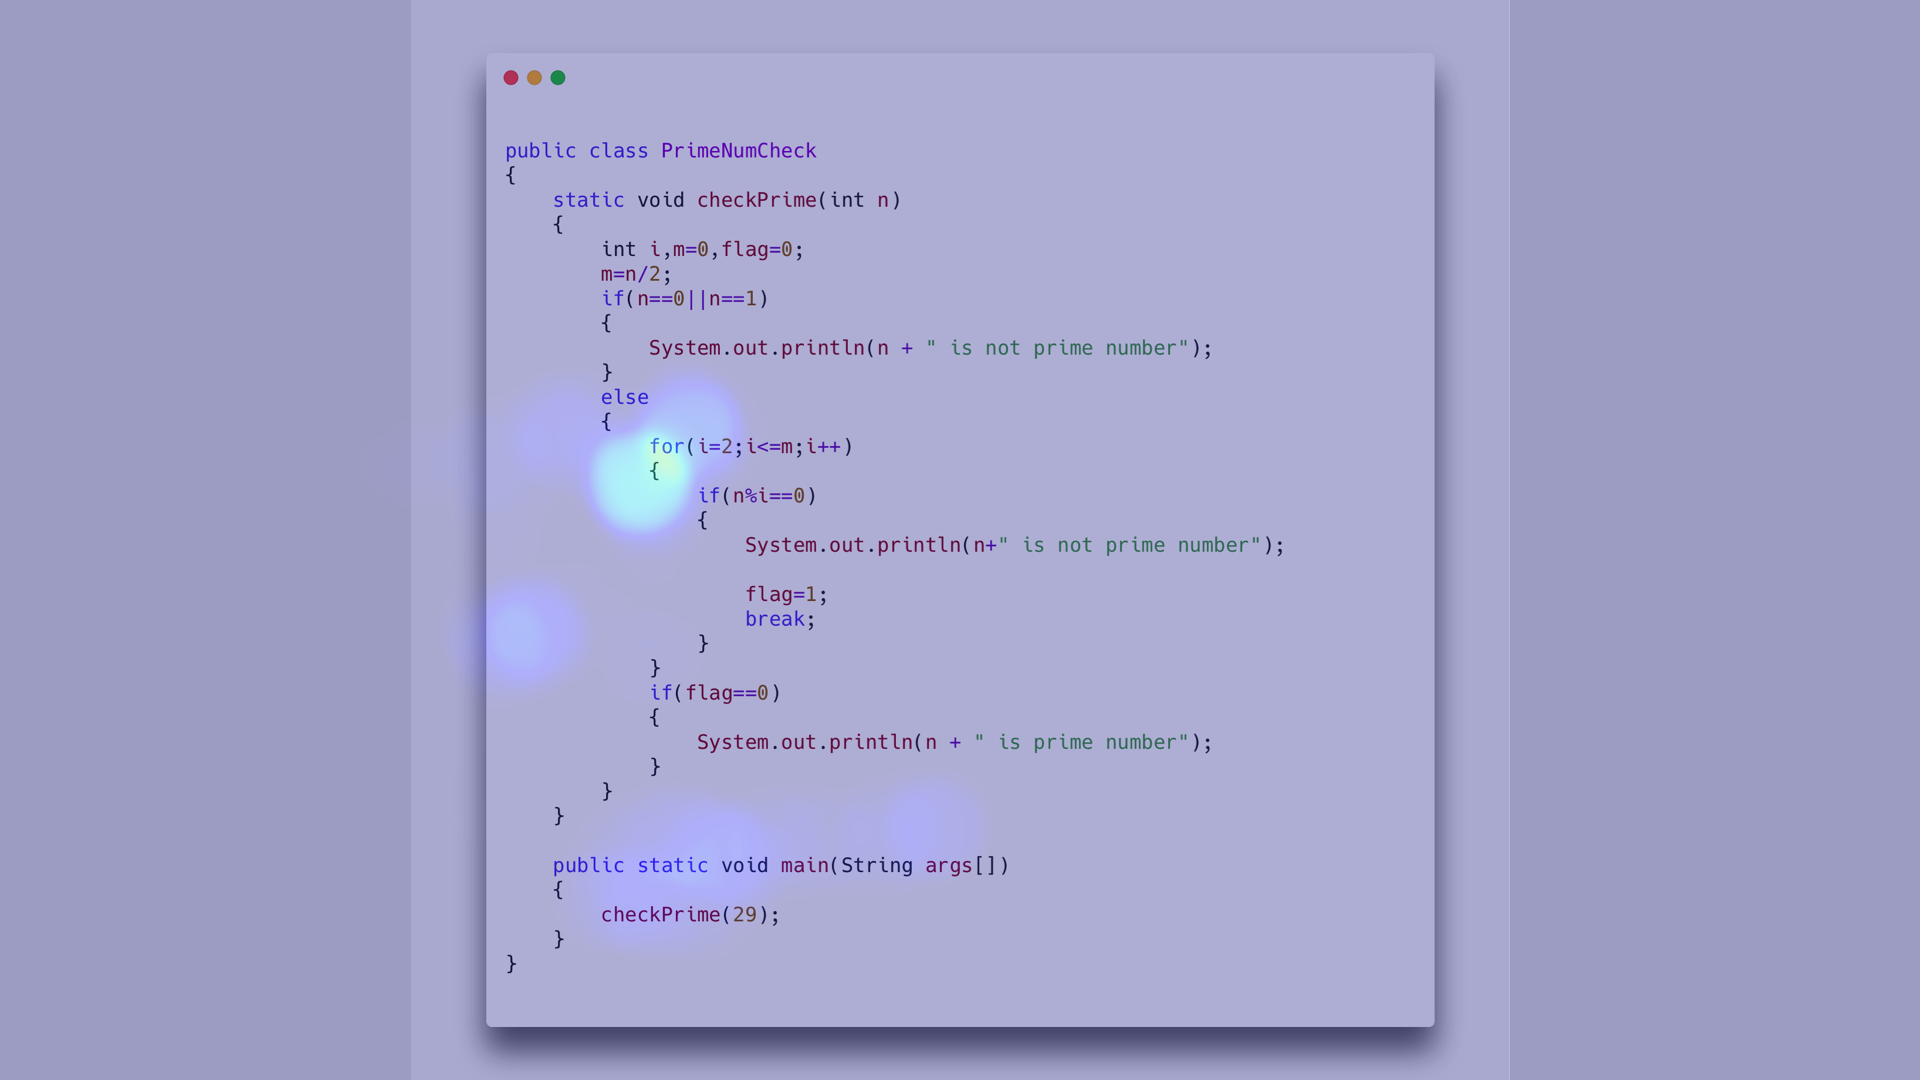 public class PrimeNumCheck
{
    static void checkPrime(int n)
    {
        int i,m=0,flag=0;
        m=n/2;
        if(n==0||n==1)
        {
            System.out.println(n + " is not prime number");
        }
        else
        {
            for(i=2;i<=m;i++)
            {
                if(n%i==0)
                {
                    System.out.println(n+" is not prime number");

                    flag=1;
                    break;
                }
            }
            if(flag==0)
            {
                System.out.println(n + " is prime number");
            }
        }
    }

    public static void main(String args[])
    {
        checkPrime(29);
    }
}